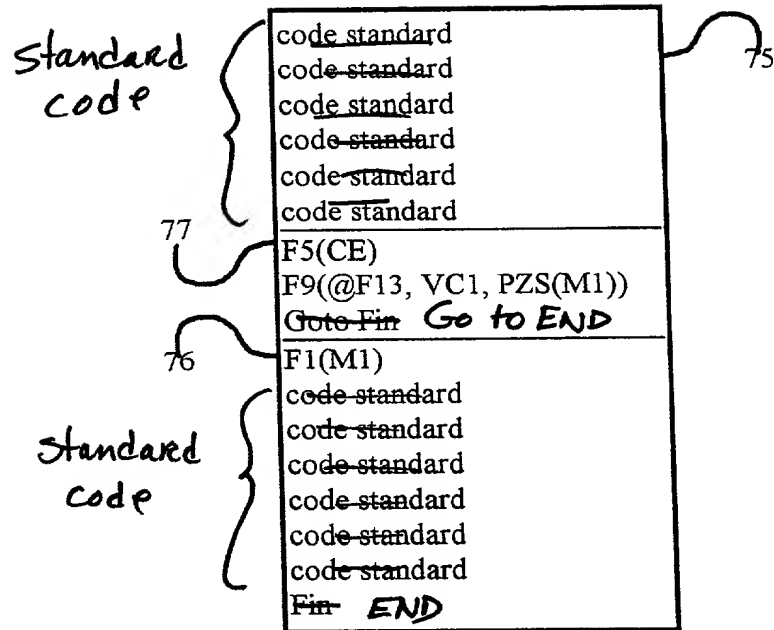 Standard
code
code standard
code standard
code standard
code standard
code standard
code standard
75
77
F5(CE)
F9(@F13, VC1, PZS(M1))
Goto Fin Go to END
76
F1(M1)
Standard
code
code standard
code standard
code standard
code standard
code standard
code standard
Fin END